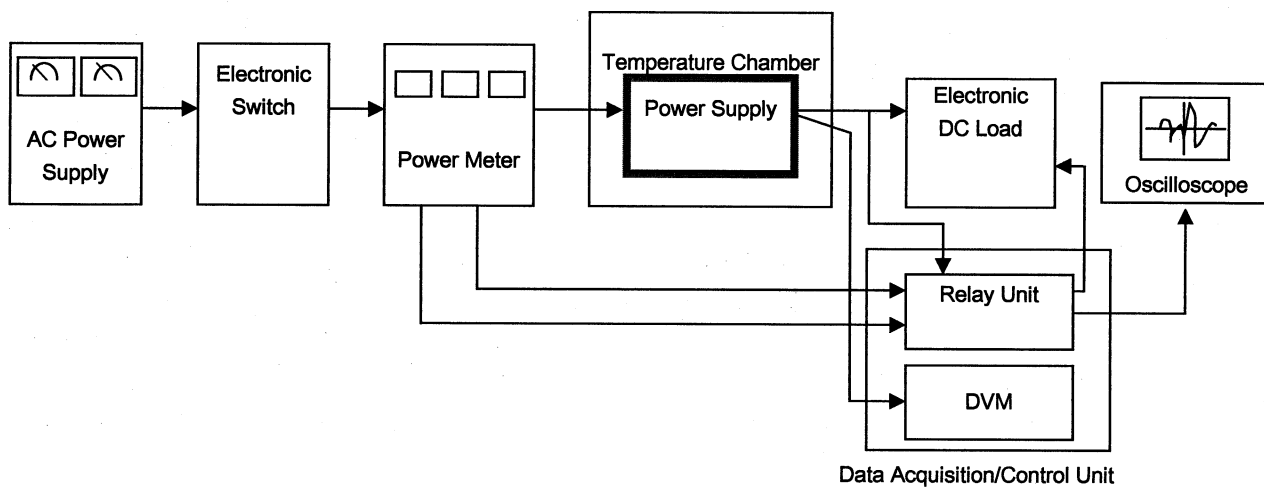 AC Power
Supply
Electronic
Switch
Power Meter
Temperature Chamber
Power Supply
Electronic
DC Load
Oscilloscope
Relay Unit
DVM
Data Acquisition/Control Unit